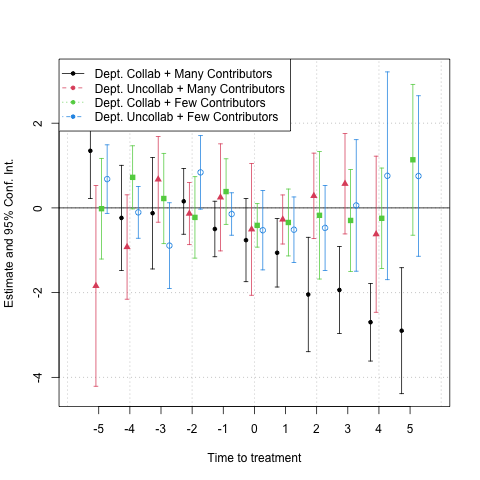 Dept. Collab + Many Contributors
Dept. Uncollab + Many Contributors
Dept. Collab + Few Contributors
Dept. Uncollab + Few Contributors
Estimate and 95% Conf. Int.
2
0
-2
-4
-5 -4 -3 -2 -1 0 1 2 3 4 5
Time to treatment